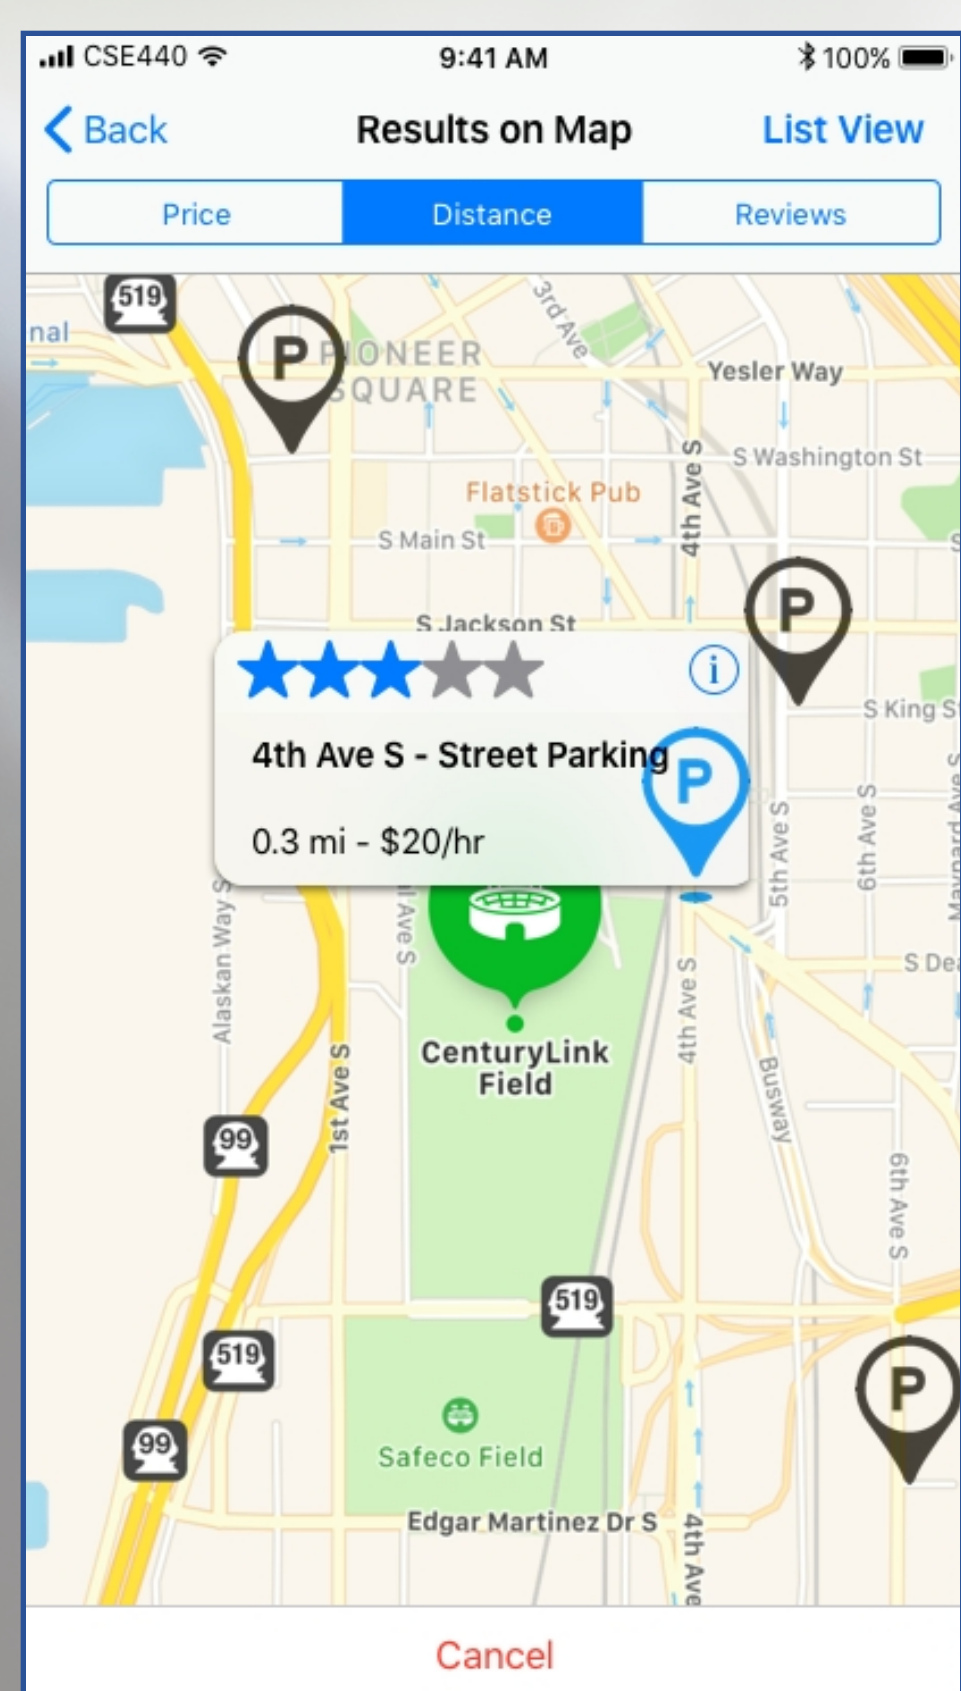 CSE440
9:41 AM
100%
Back
Results on Map
List View
Price
Distance
Reviews
519
nal
P
PIONEER
SQUARE
3rd Ave
Yesler Way
S Washington St
4th Ave S
Flatstick Pub
S Main St
S Jackson St
P
S King S
i
4th Ave S - Street Parking
P
0.3 mi - $20/hr
5th Ave S
6th Ave S
Maynard Ave S
Alaskan Way S
l Ave S
4th Ave S
S Dea
CenturyLink
Field
1st Ave S
Busway
99
6th Ave S
519
519
P
99
Safeco Field
Edgar Martinez Dr S
4th Ave
Cancel